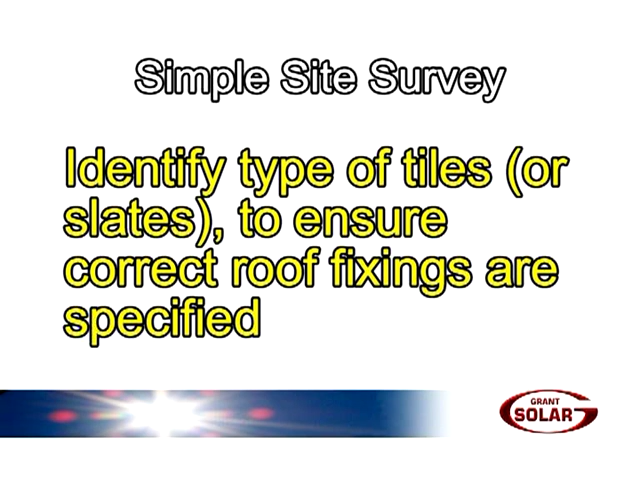 Simple Site Survey
Identify type of tiles (or
slates), to ensure
correct roof fixings are
specified
GRANT
SOLAR